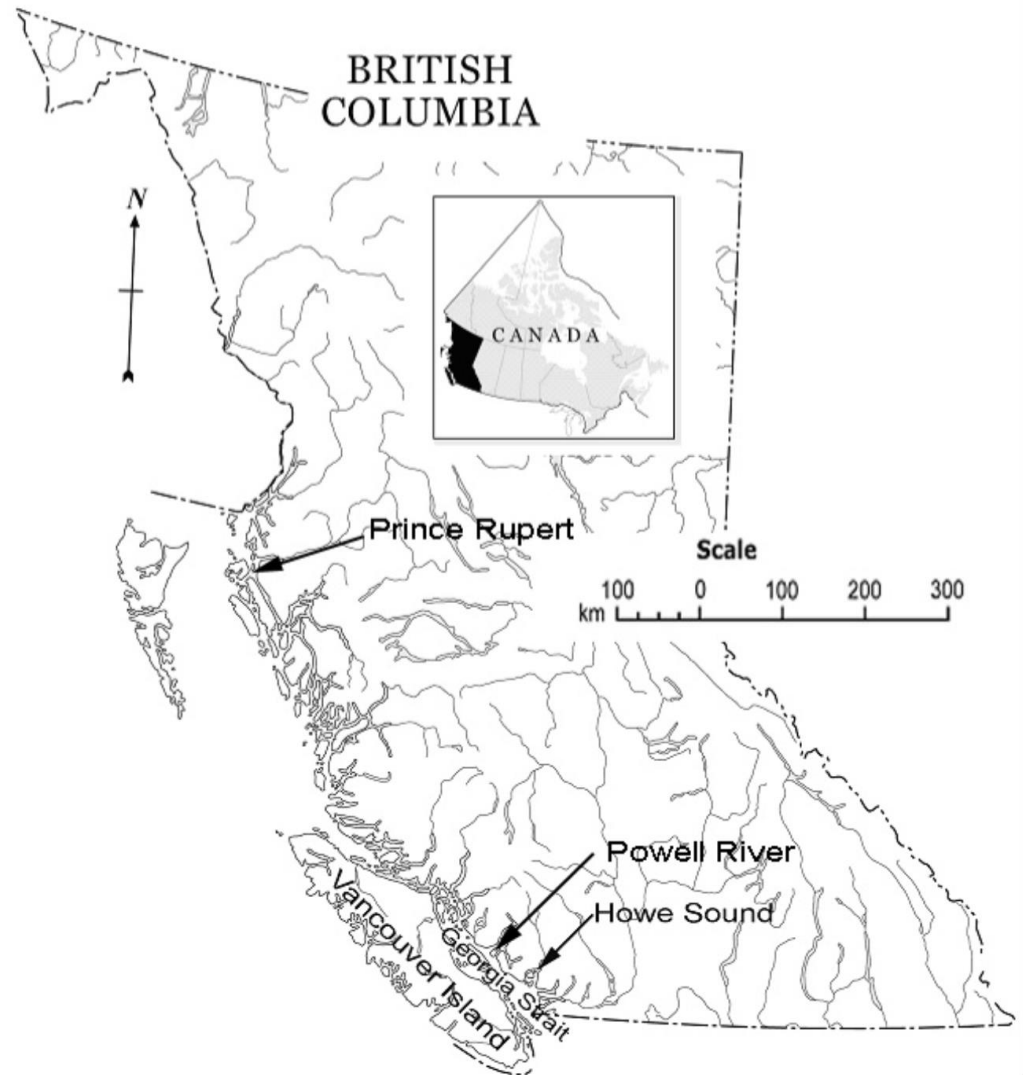 BRITISH
COLUMBIA
N
CANADA
Prince Rupert
Scale
100 0 100 200 300
km
Powell River
Howe Sound
Georgia Strait
Vancouver Island